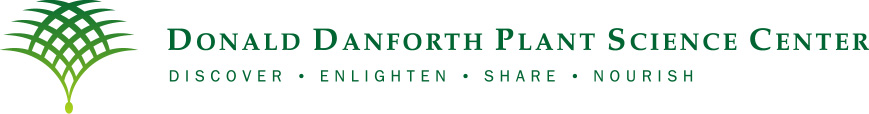 Donald Danforth Plant Science Center
DISCOVER • ENLIGHTEN • SHARE • NOURISH